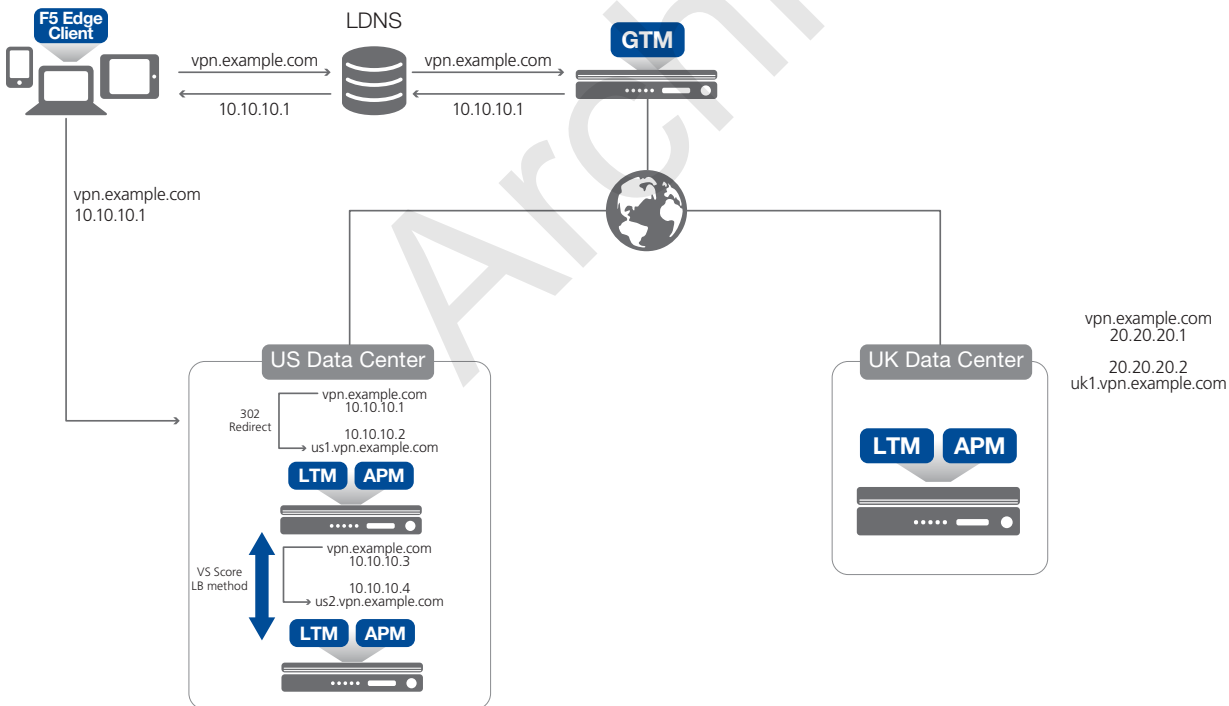 F5 Edge
Client
LDNS
GTM
vpn.example.com
vpn.example.com
10.10.10.1
10.10.10.1
vpn.example.com
10.10.10.1
US Data Center
vpn.example.com
10.10.10.1
302
Redirect
10.10.10.2
us1.vpn.example.com
LTM
APM
VS Score
LB method
vpn.example.com
10.10.10.3
10.10.10.4
us2.vpn.example.com
LTM
APM
UK Data Center
LTM
APM
vpn.example.com
20.20.20.1
20.20.20.2
uk1.vpn.example.com